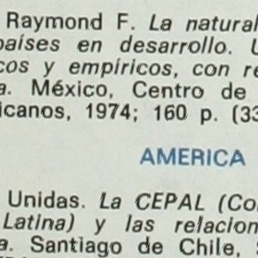 Raymond F. La natural
países en desarrollo.
cos y empíricos, con re
México, Centro de
icanos, 1974; 160 p. (33
AMERICA
Unidas. La CEPAL (Co
Latina) y las relacion
Santiago de Chile,